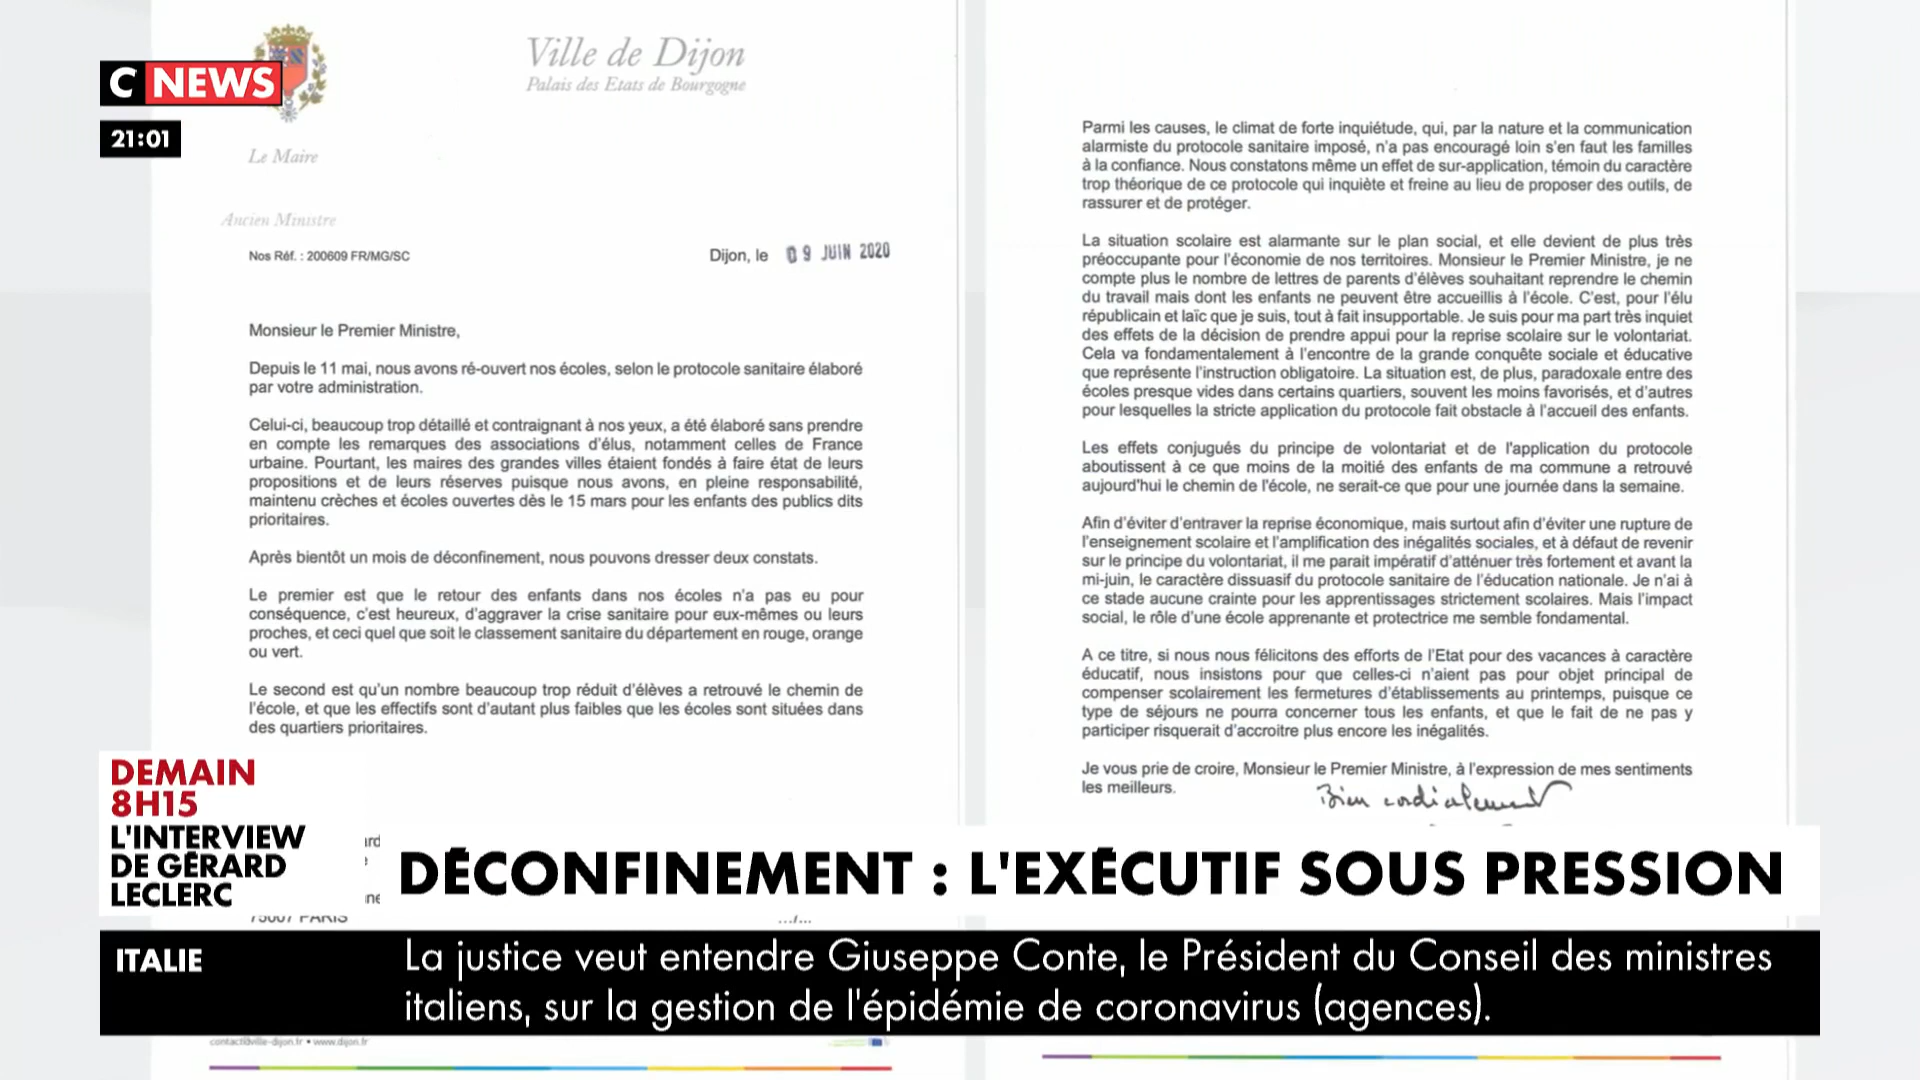 Ville de Dijon
Palais des Etats de Bourgogne
C NEWS
21:01
Le Maire
Ancien Ministre
Nos Réf. : 200609 FR/MG/SC
Dijon, le 09 JUIN 2020
Monsieur le Premier Ministre,
Depuis le 11 mai, nous avons ré-ouvert nos écoles, selon le protocole sanitaire élaboré
par votre administration.
Celui-ci, beaucoup trop détaillé et contraignant à nos yeux, a été élaboré sans prendre
en compte les remarques des associations d'élus, notamment celles de France
urbaine. Pourtant, les maires des grandes villes étaient fondés à faire état de leurs
propositions et de leurs réserves puisque nous avons, en pleine responsabilité,
maintenu crèches et écoles ouvertes dès le 15 mars pour les enfants des publics dits
prioritaires.
Après bientôt un mois de déconfinement, nous pouvons dresser deux constats.
Le premier est que le retour des enfants dans nos écoles n'a pas eu pour
conséquence, c'est heureux, d'aggraver la crise sanitaire pour eux-mêmes ou leurs
proches, et ceci quel que soit le classement sanitaire du département en rouge, orange
ou vert.
Le second est qu'un nombre beaucoup trop réduit d'élèves a retrouvé le chemin de
l'école, et que les effectifs sont d'autant plus faibles que les écoles sont situées dans
des quartiers prioritaires.
75007 PARIS
.../...
contact@ville-dijon.fr • www.dijon.fr
Parmi les causes, le climat de forte inquiétude, qui, par la nature et la communication
alarmiste du protocole sanitaire imposé, n'a pas encouragé loin s'en faut les familles
à la confiance. Nous constatons même un effet de sur-application, témoin du caractère
trop théorique de ce protocole qui inquiète et freine au lieu de proposer des outils, de
rassurer et de protéger.
La situation scolaire est alarmante sur le plan social, et elle devient de plus très
préoccupante pour l'économie de nos territoires. Monsieur le Premier Ministre, je ne
compte plus le nombre de lettres de parents d'élèves souhaitant reprendre le chemin
du travail mais dont les enfants ne peuvent être accueillis à l'école. C'est, pour l'élu
républicain et laïc que je suis, tout à fait insupportable. Je suis pour ma part très inquiet
des effets de la décision de prendre appui pour la reprise scolaire sur le volontariat.
Cela va fondamentalement à l'encontre de la grande conquête sociale et éducative
que représente l'instruction obligatoire. La situation est, de plus, paradoxale entre des
écoles presque vides dans certains quartiers, souvent les moins favorisés, et d'autres
pour lesquelles la stricte application du protocole fait obstacle à l'accueil des enfants.
Les effets conjugués du principe de volontariat et de l'application du protocole
aboutissent à ce que moins de la moitié des enfants de ma commune a retrouvé
aujourd'hui le chemin de l'école, ne serait-ce que pour une journée dans la semaine.
Afin d'éviter d'entraver la reprise économique, mais surtout afin d'éviter une rupture de
l'enseignement scolaire et l'amplification des inégalités sociales, et à défaut de revenir
sur le principe du volontariat, il me parait impératif d'atténuer très fortement et avant la
mi-juin, le caractère dissuasif du protocole sanitaire de l'éducation nationale. Je n'ai à
ce stade aucune crainte pour les apprentissages strictement scolaires. Mais l'impact
social, le rôle d'une école apprenante et protectrice me semble fondamental.
A ce titre, si nous nous félicitons des efforts de l'Etat pour des vacances à caractère
éducatif, nous insistons pour que celles-ci n'aient pas pour objet principal de
compenser scolairement les fermetures d'établissements au printemps, puisque ce
type de séjours ne pourra concerner tous les enfants, et que le fait de ne pas y
participer risquerait d'accroitre plus encore les inégalités.
Je vous prie de croire, Monsieur le Premier Ministre, à l'expression de mes sentiments
les meilleurs.
Bien cordialement
DEMAIN
8H15
L'INTERVIEW
DE GÉRARD
LECLERC
DÉCONFINEMENT : L'EXÉCUTIF SOUS PRESSION
ITALIE
La justice veut entendre Giuseppe Conte, le Président du Conseil des ministres
italiens, sur la gestion de l'épidémie de coronavirus (agences).